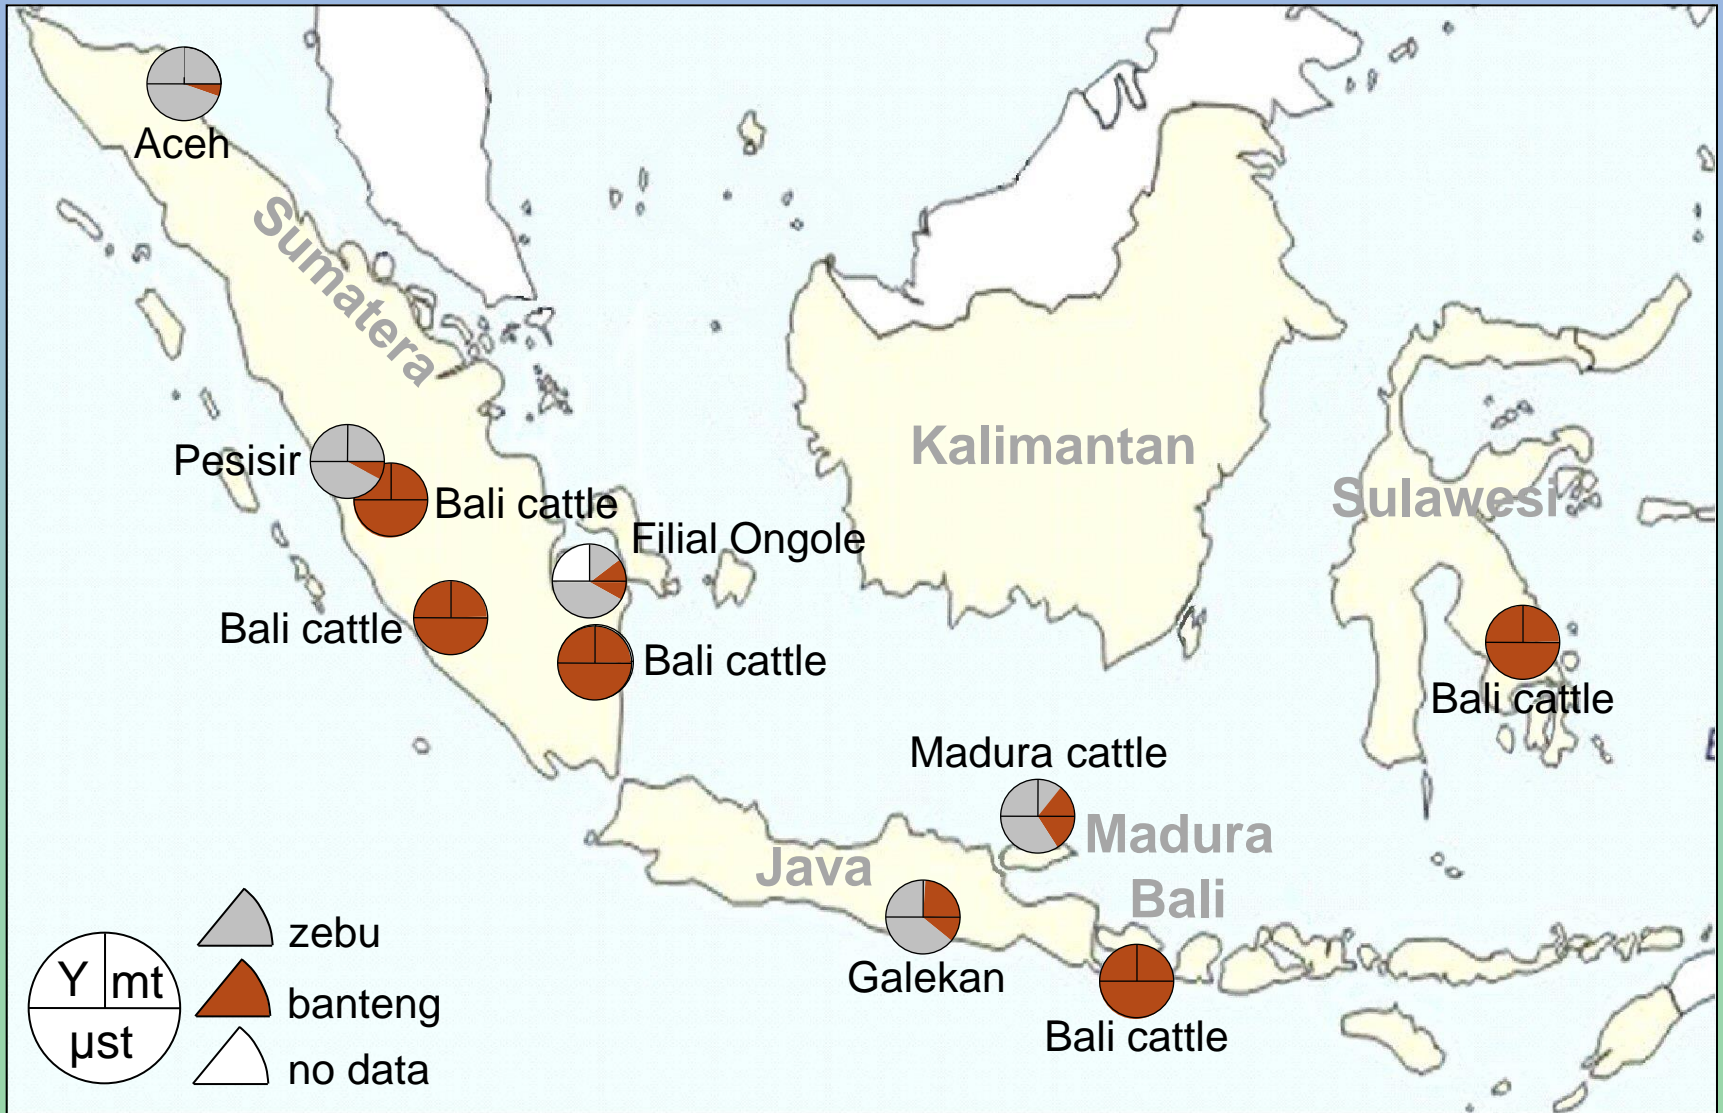 Aceh
Sumatera
Pesisir
Bali cattle
Kalimantan
Sulawesi
Filial Ongole
Bali cattle
Bali cattle
Bali cattle
Madura cattle
Madura
Java
Bali
Galekan
Bali cattle
zebu
Y mt
banteng
µst
no data